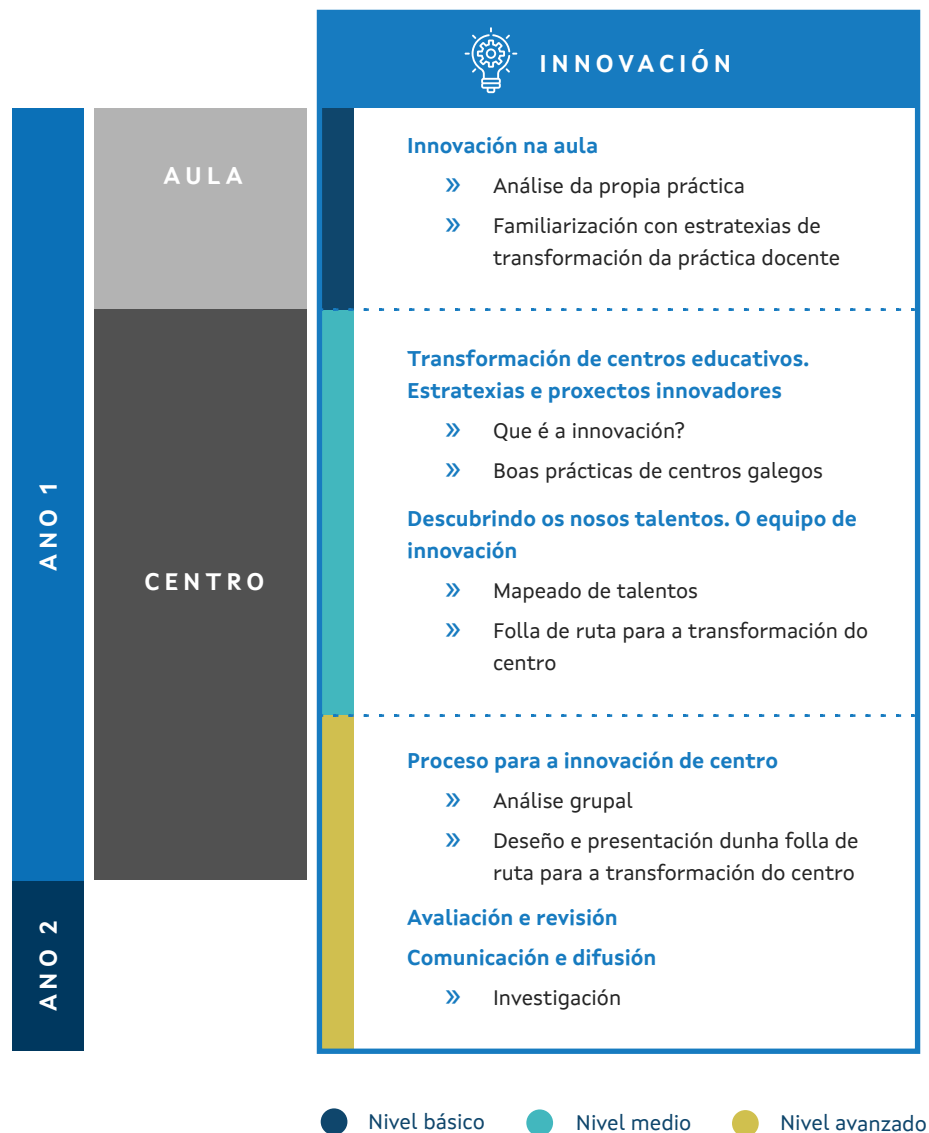 INNOVACIÓN
AULA
Innovación na aula
» Análise da propia práctica
» Familiarización con estratexias de
transformación da práctica docente
ANO 1
CENTRO
Transformación de centros educativos.
Estratexias e proxectos innovadores
» Que é a innovación?
» Boas prácticas de centros galegos
Descubrindo os nosos talentos. O equipo de
innovación
» Mapeado de talentos
» Folla de ruta para a transformación do
centro
Proceso para a innovación de centro
» Análise grupal
» Deseño e presentación dunha folla de
ruta para a transformación do centro
ANO 2
Avaliación e revisión
Comunicación e difusión
» Investigación
Nivel básico
Nivel medio
Nivel avanzado